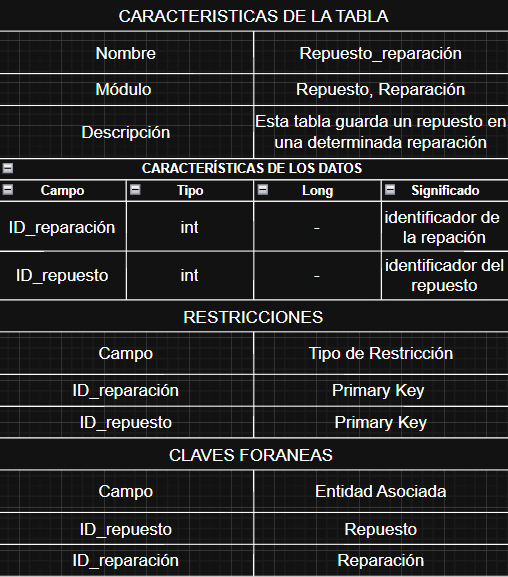 CARACTERISTICAS DE LA TABLA
Nombre Repuesto_reparación
Módulo Repuesto, Reparación
Descripción Esta tabla guarda un repuesto en
una determinada reparación
CARACTERÍSTICAS DE LOS DATOS
Campo Tipo Long Significado
ID_reparación int - identificador de
la repación
ID_repuesto int - identificador del
repuesto
RESTRICCIONES
Campo Tipo de Restricción
ID_reparación Primary Key
ID_repuesto Primary Key
CLAVES FORANEAS
Campo Entidad Asociada
ID_repuesto Repuesto
ID_reparación Reparación